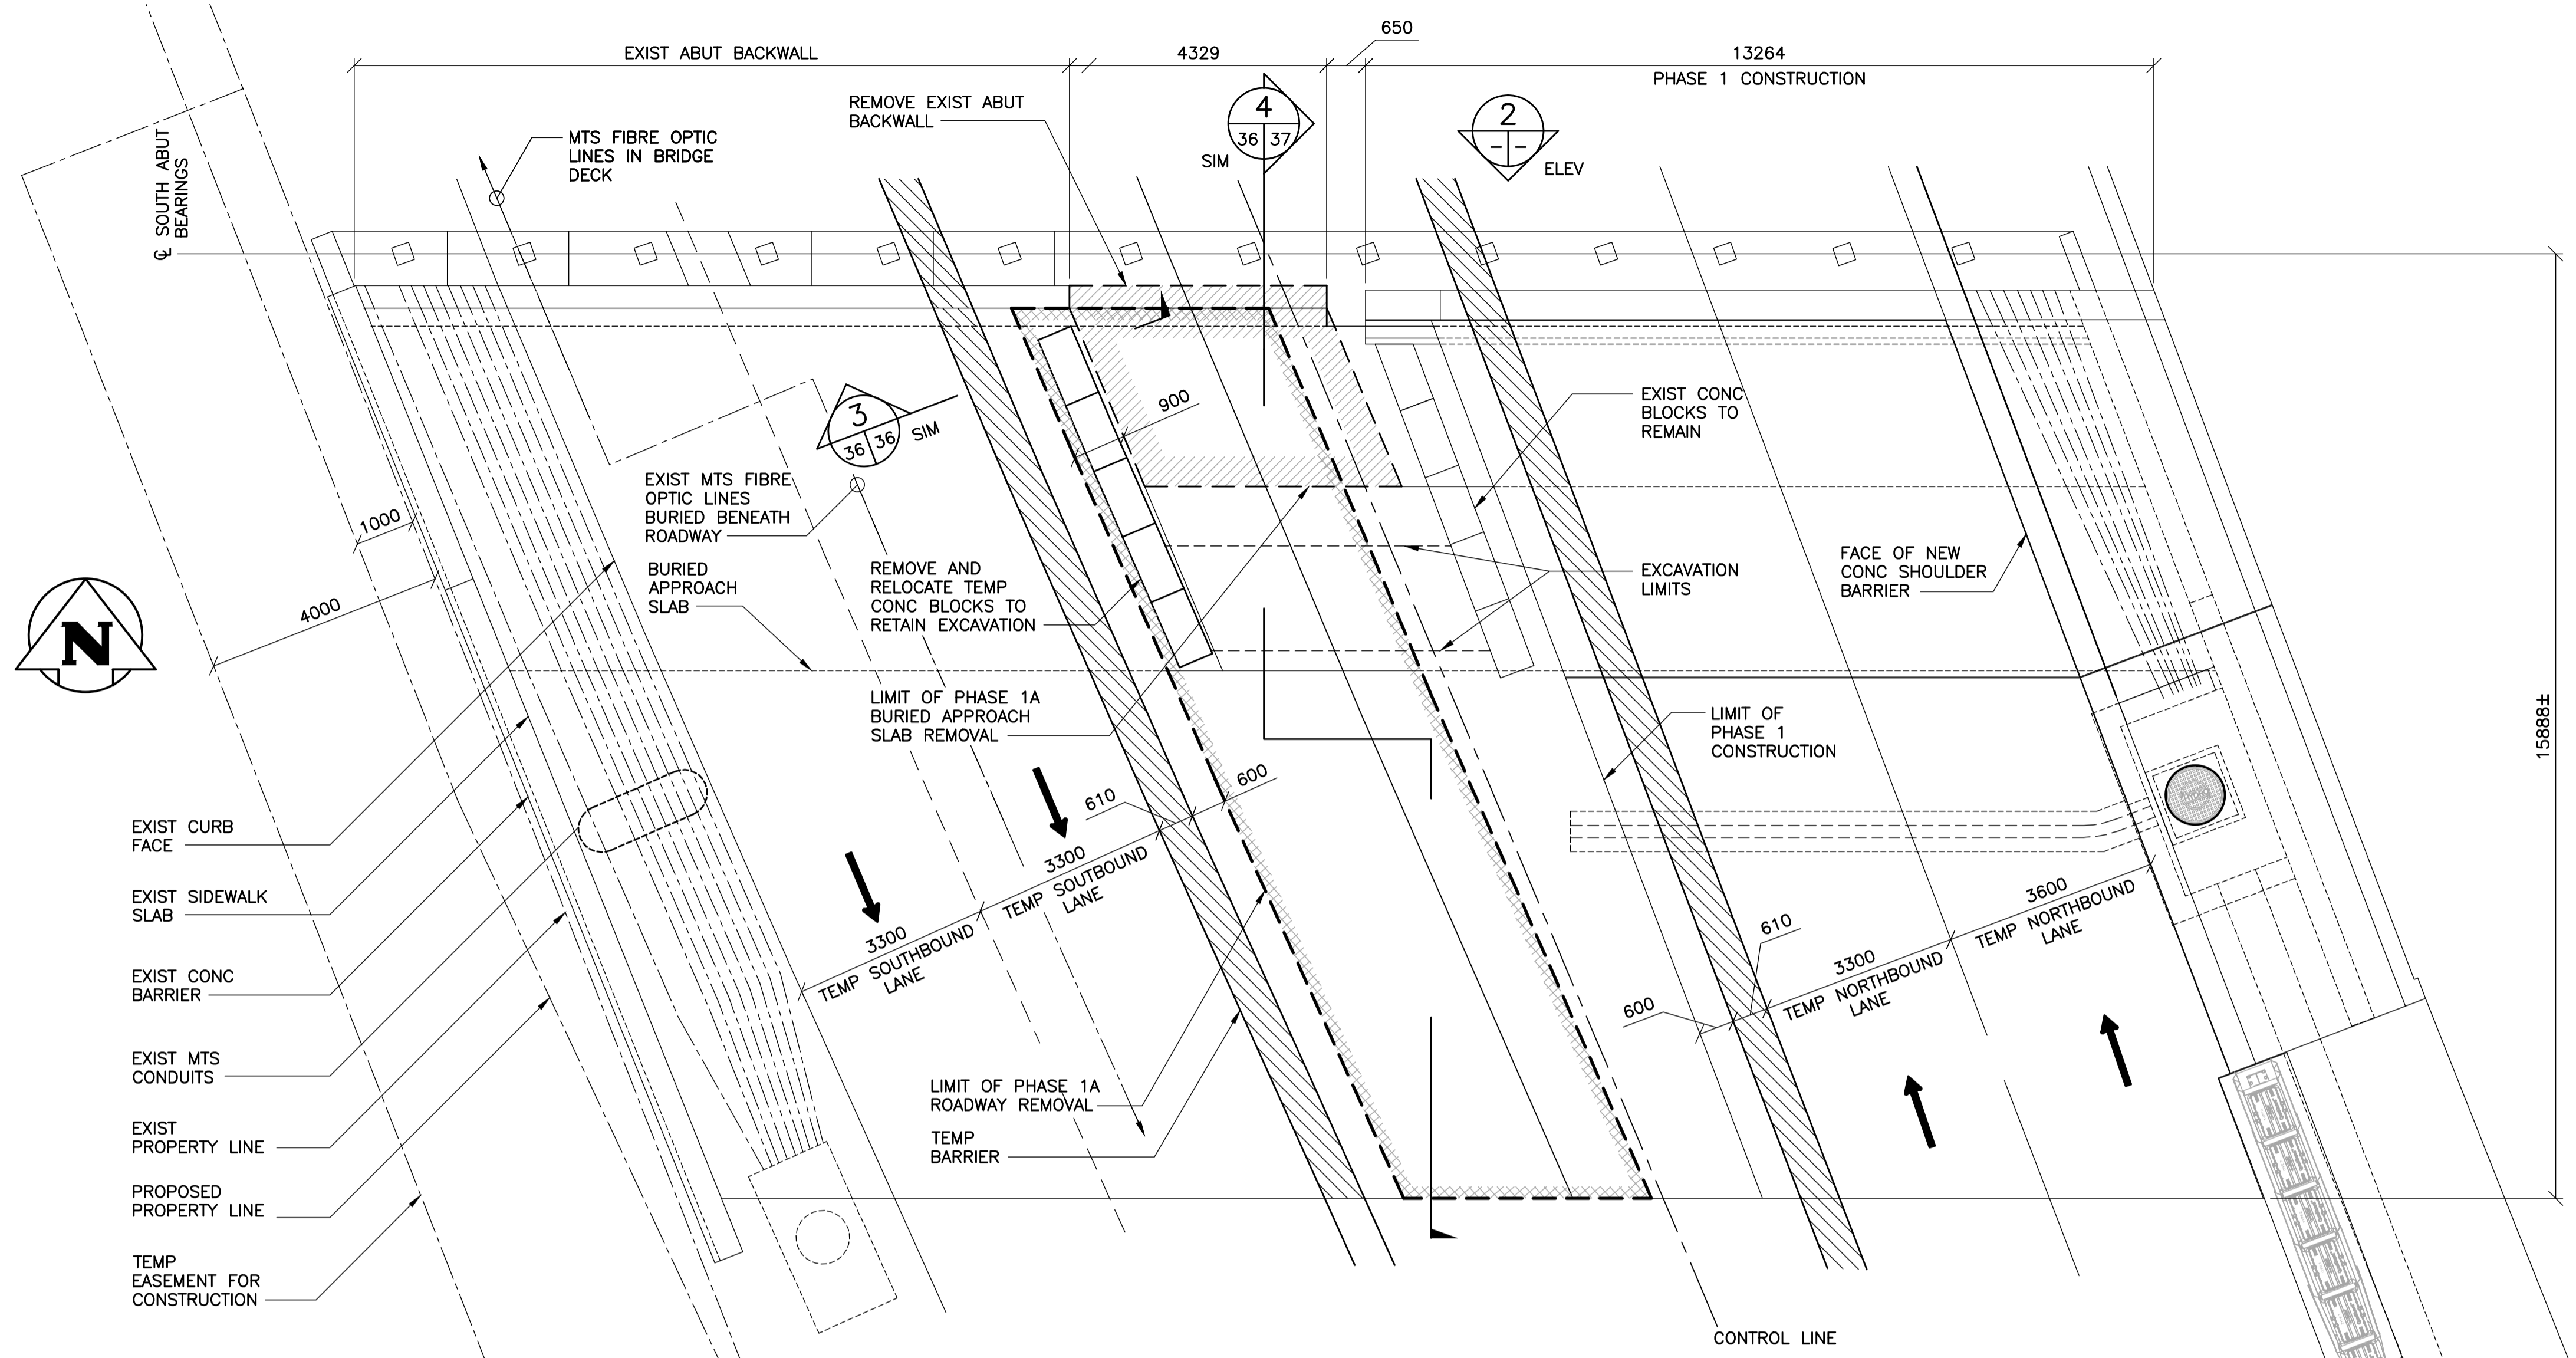 650
EXIST ABUT BACKWALL
4329
13264
PHASE 1 CONSTRUCTION
REMOVE EXIST ABUT
BACKWALL
4
36 37
SIM
2
- -
ELEV
MTS FIBRE OPTIC
LINES IN BRIDGE
DECK
℄ SOUTH ABUT
BEARINGS
900
3
36 36
SIM
EXIST CONC
BLOCKS TO
REMAIN
EXIST MTS FIBRE
OPTIC LINES
BURIED BENEATH
ROADWAY
1000
4000
N
BURIED
APPROACH
SLAB
REMOVE AND
RELOCATE TEMP
CONC BLOCKS TO
RETAIN EXCAVATION
EXCAVATION
LIMITS
FACE OF NEW
CONC SHOULDER
BARRIER
LIMIT OF PHASE 1A
BURIED APPROACH
SLAB REMOVAL
LIMIT OF
PHASE 1
CONSTRUCTION
15888±
610
600
3300
TEMP SOUTHBOUND
LANE
3300
TEMP SOUTBOUND
LANE
600
610
3300
TEMP NORTHBOUND
LANE
3600
TEMP NORTHBOUND
LANE
EXIST CURB
FACE
EXIST SIDEWALK
SLAB
EXIST CONC
BARRIER
EXIST MTS
CONDUITS
EXIST
PROPERTY LINE
PROPOSED
PROPERTY LINE
TEMP
EASEMENT FOR
CONSTRUCTION
LIMIT OF PHASE 1A
ROADWAY REMOVAL
TEMP
BARRIER
CONTROL LINE